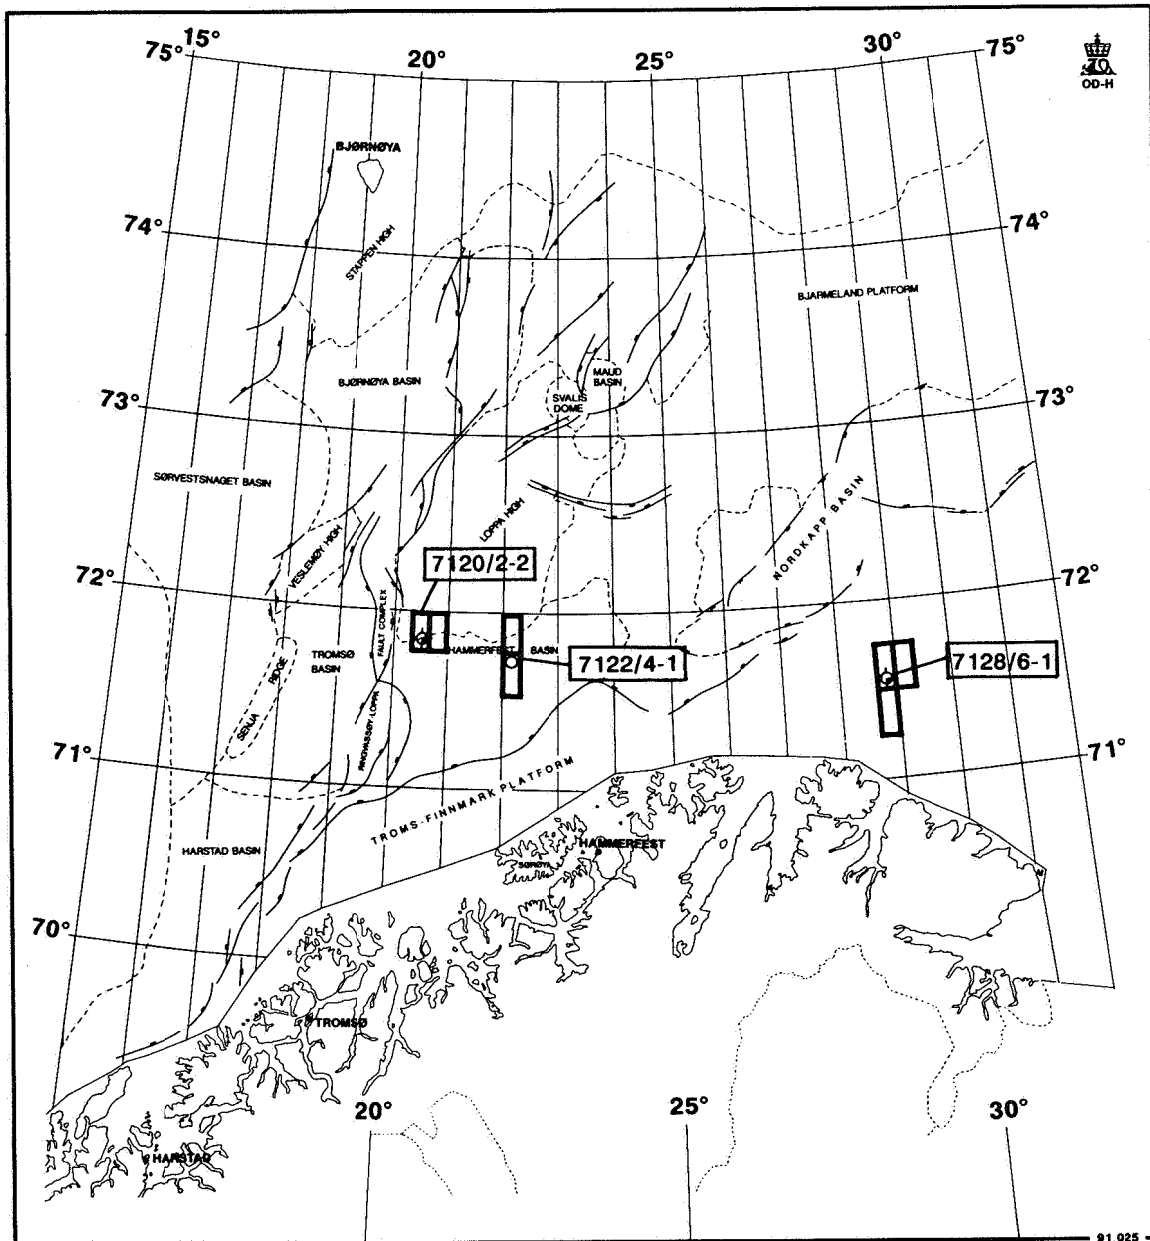 15°
75°
20°
25°
30°
75°
OD-H
BJØRNØYA
74°
74°
STAPPEN HIGH
BJARMELAND PLATFORM
BJØRNØYA BASIN
MAUD
BASIN
SVALIS
DOME
73°
73°
SØRVESTSNAGET BASIN
LOPPA HIGH
NORDKAPP BASIN
VESLEMØY HIGH
7120/2-2
72°
72°
FAULT COMPLEX
TROMSØ
BASIN
HAMMERFEST BASIN
7122/4-1
7128/6-1
SENJA RIDGE
RINGVASSØY-LOPPA
71°
71°
TROMS-FINNMARK PLATFORM
HARSTAD BASIN
HAMMERFEST
SØRØYA
70°
TROMSØ
20°
25°
30°
HARSTAD
91 025